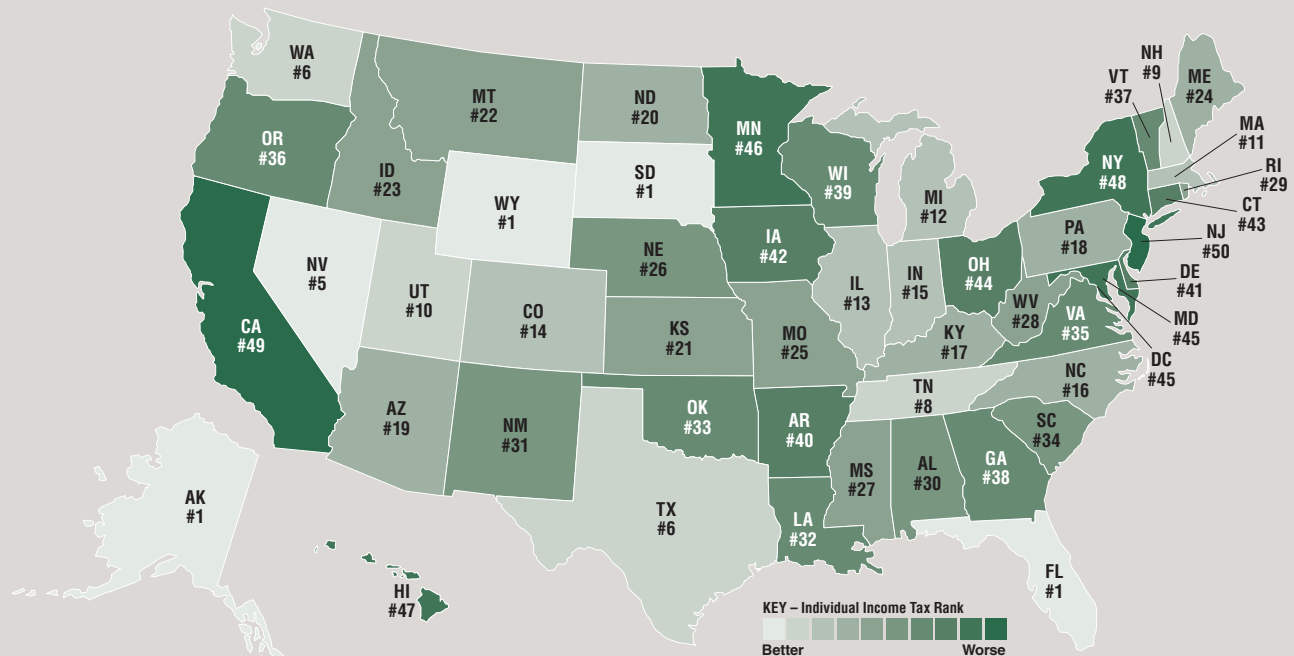 WA
#6
OR
#36
CA
#49
NV
#5
ID
#23
MT
#22
WY
#1
UT
#10
CO
#14
AZ
#19
NM
#31
ND
#20
SD
#1
NE
#26
KS
#21
OK
#33
TX
#6
MN
#46
IA
#42
MO
#25
AR
#40
LA
#32
WI
#39
IL
#13
MI
#12
IN
#15
OH
#44
KY
#17
TN
#8
MS
#27
AL
#30
GA
#38
FL
#1
SC
#34
NC
#16
VA
#35
WV
#28
PA
#18
NY
#48
VT
#37
NH
#9
ME
#24
MA
#11
RI
#29
CT
#43
NJ
#50
DE
#41
MD
#45
DC
#45
AK
#1
HI
#47
KEY – Individual Income Tax Rank
Better Worse